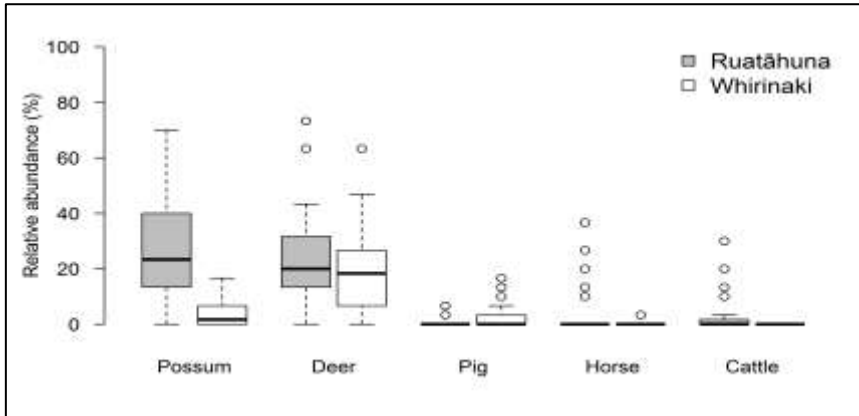 Relative abundance (%)
100
80
60
40
20
0
Ruatāhuna
Whirinaki
Possum Deer Pig Horse Cattle